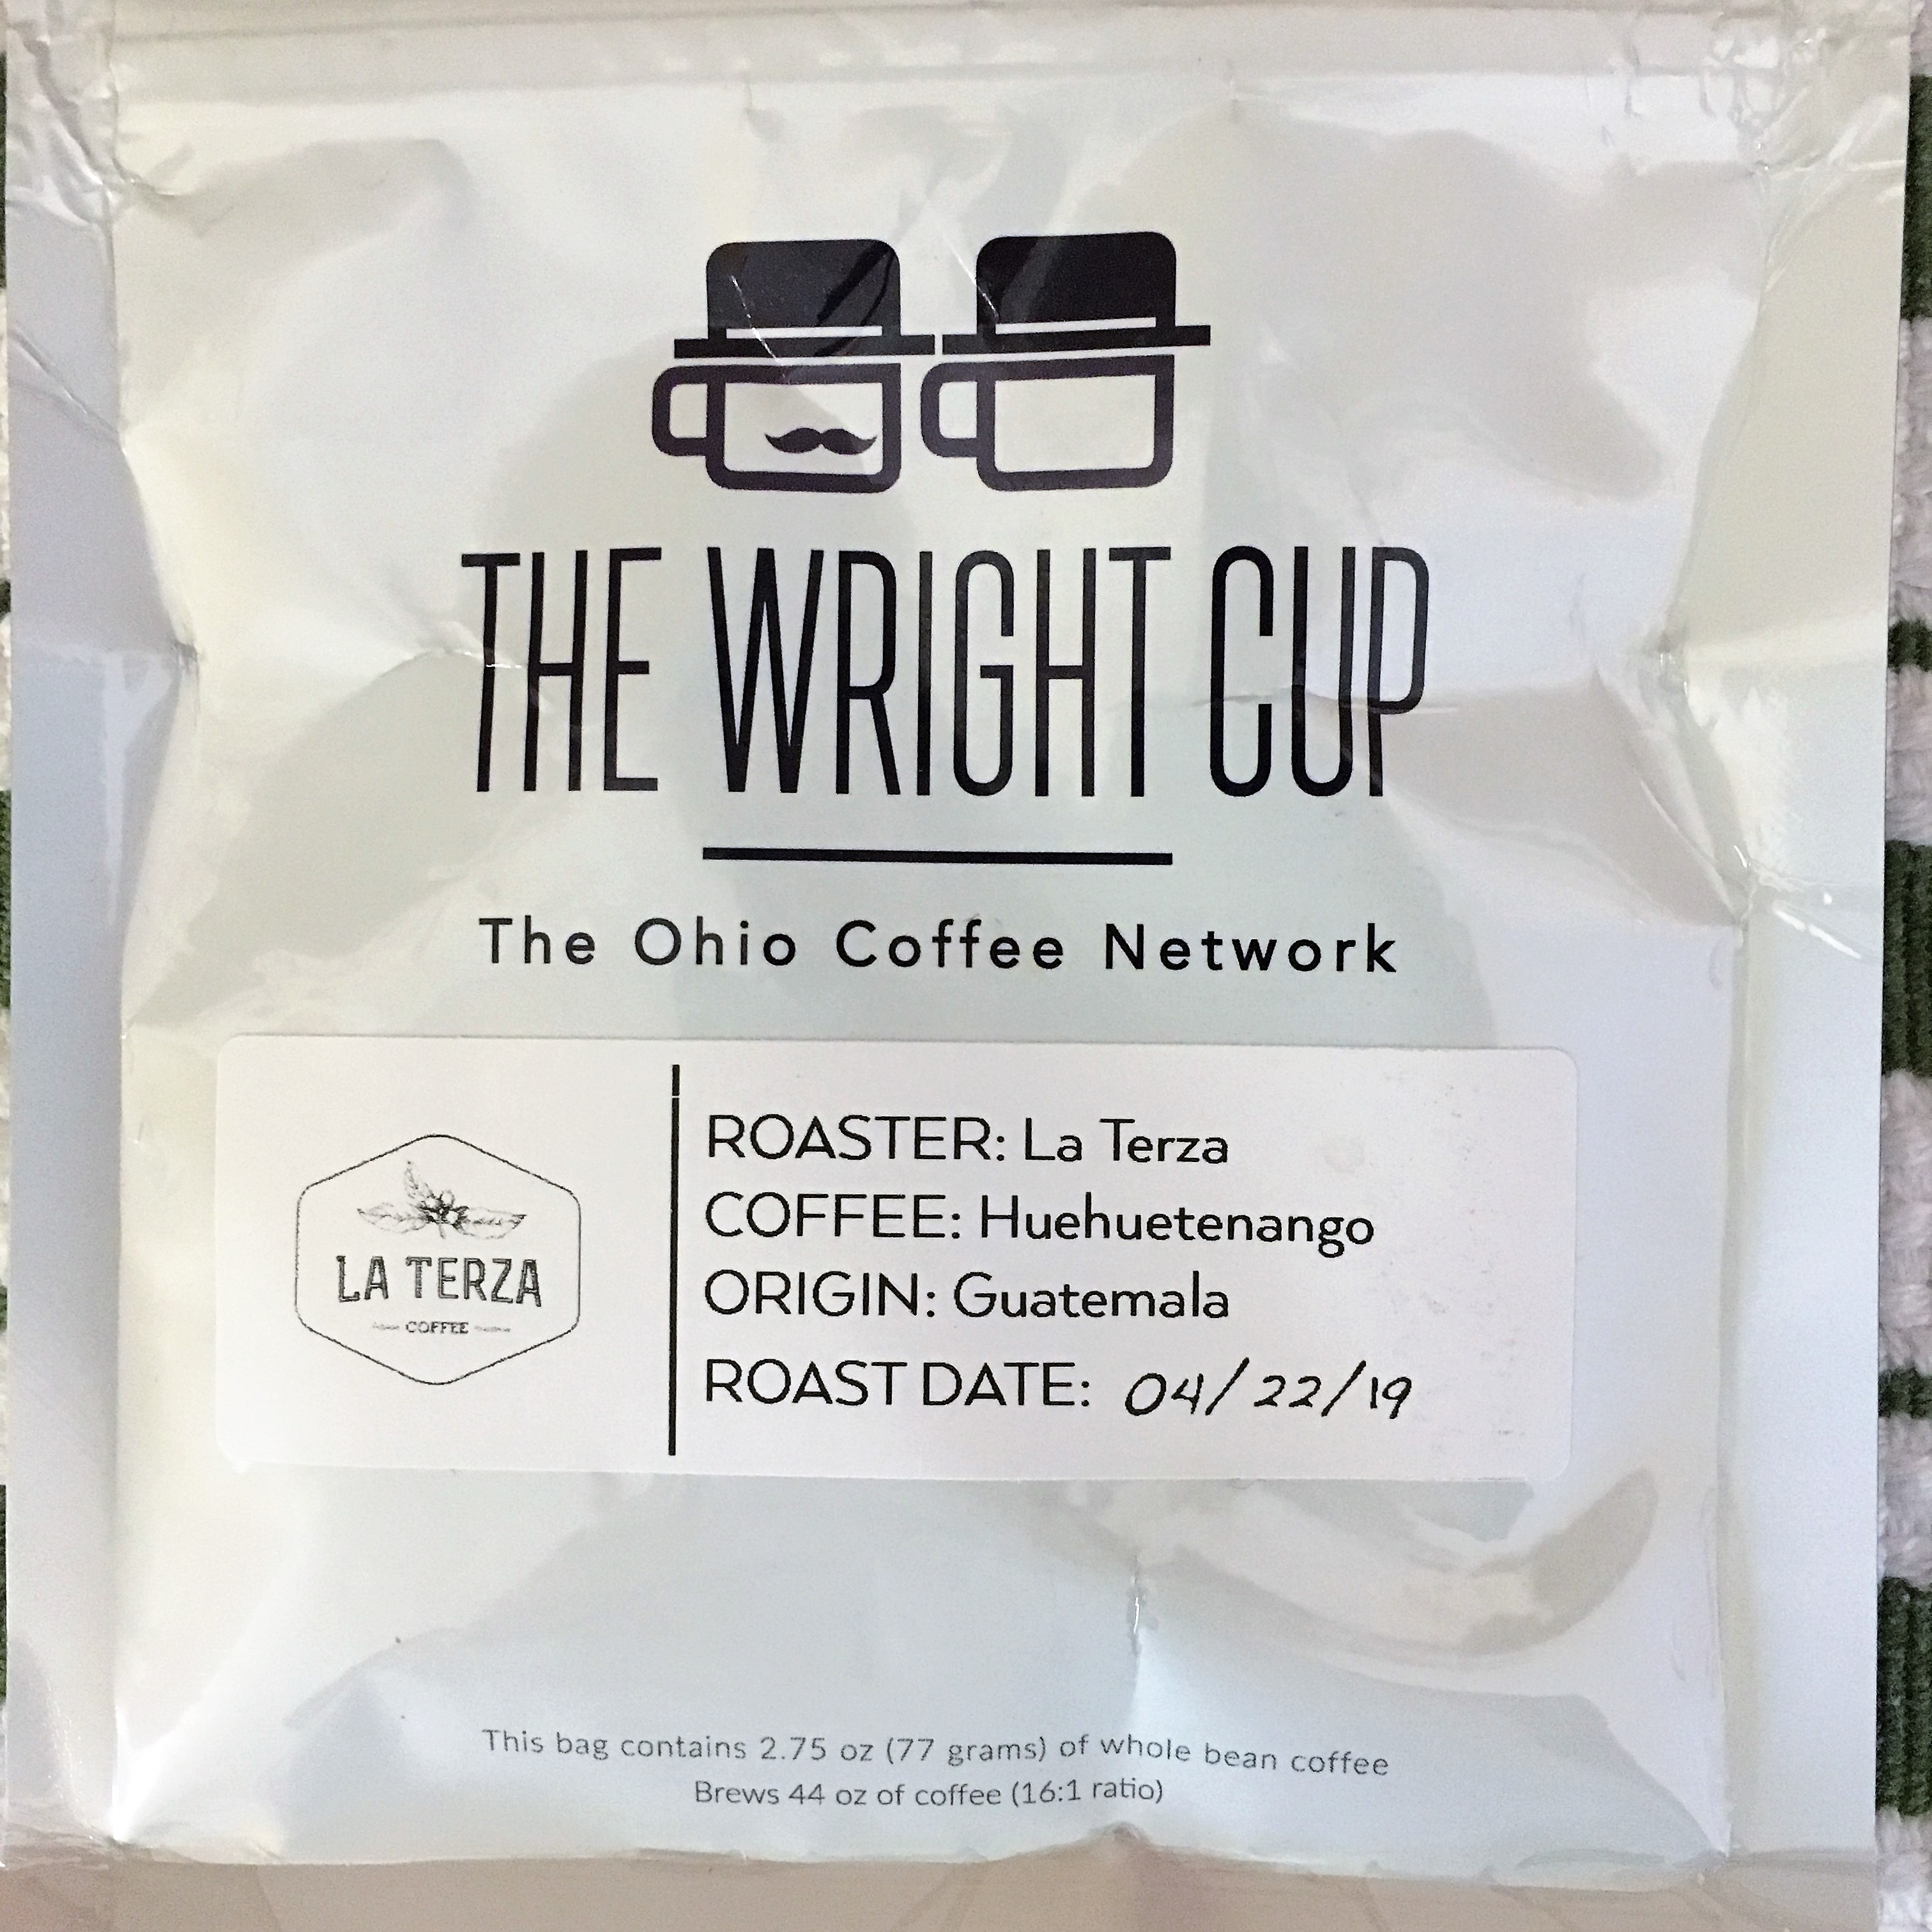 THE WRIGHT CUP
The Ohio Coffee Network
LA TERZA
COFFEE
ROASTER: La Terza
COFFEE: Huehuetenango
ORIGIN: Guatemala
ROAST DATE: 04/22/19
This bag contains 2.75 oz (77 grams) of whole bean coffee
Brews 44 oz of coffee (16:1 ratio)